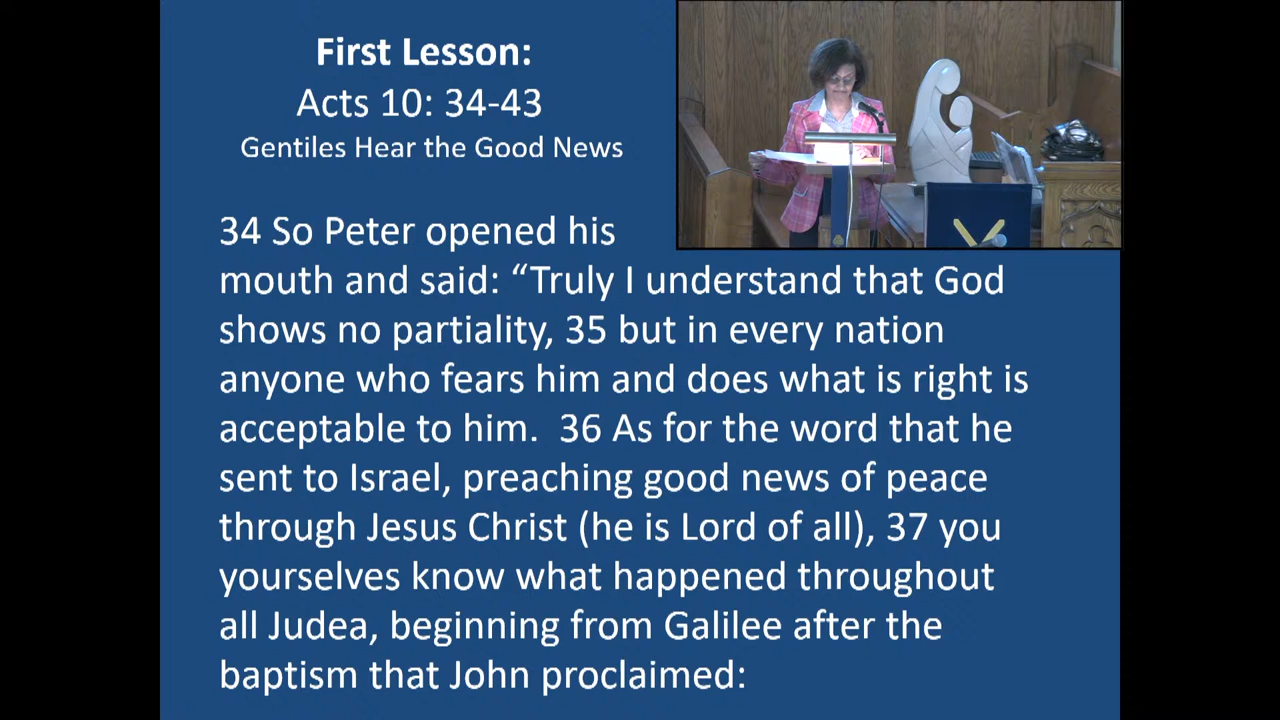 First Lesson:
Acts 10: 34-43
Gentiles Hear the Good News
34 So Peter opened his
mouth and said: “Truly I understand that God
shows no partiality, 35 but in every nation
anyone who fears him and does what is right is
acceptable to him.  36 As for the word that he
sent to Israel, preaching good news of peace
through Jesus Christ (he is Lord of all), 37 you
yourselves know what happened throughout
all Judea, beginning from Galilee after the
baptism that John proclaimed: